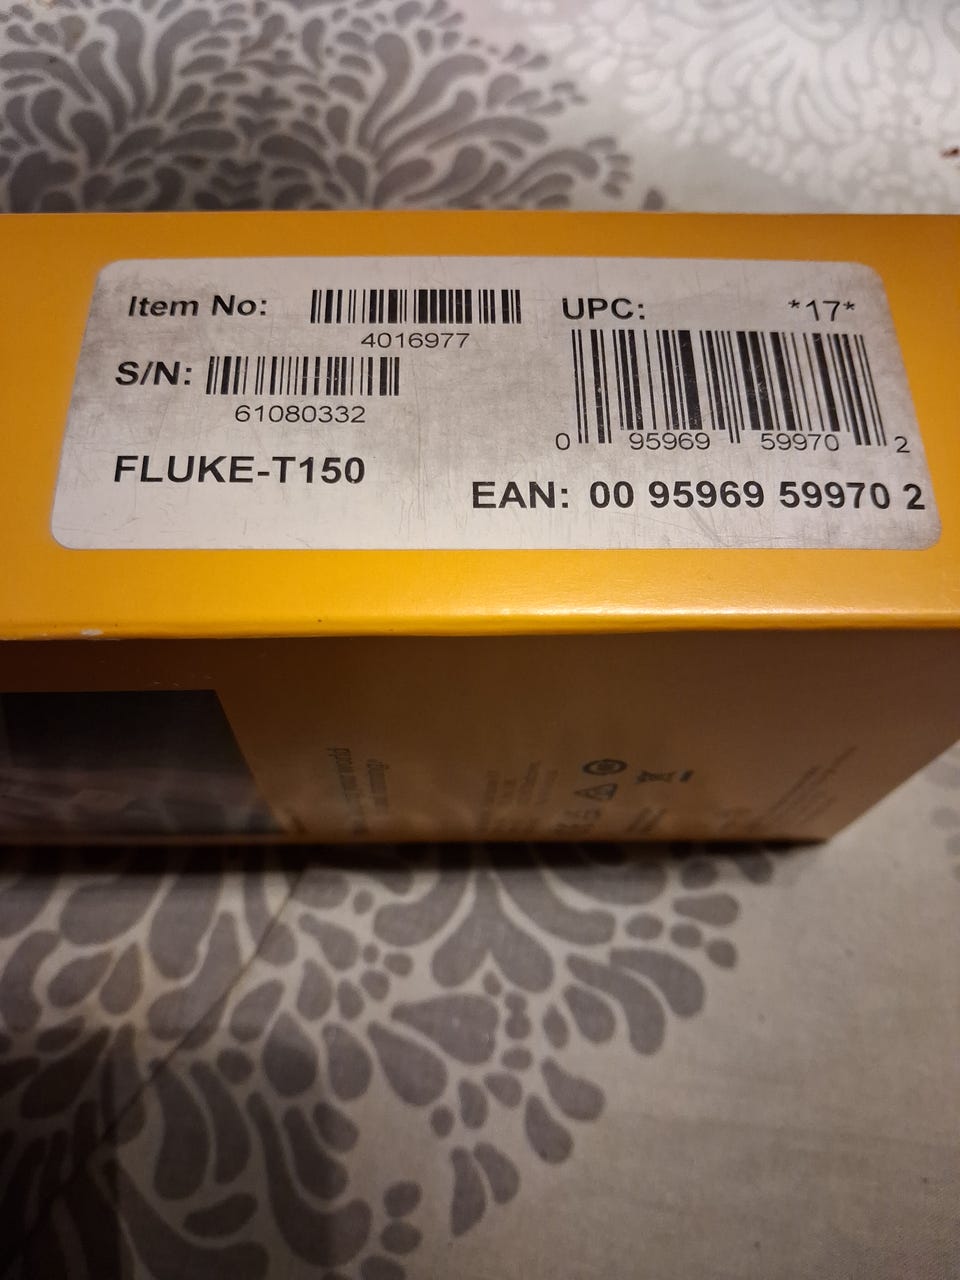 Item No:
4016977
S/N:
61080332
FLUKE-T150
UPC: *17*
0 95969 59970 2
EAN: 00 95969 59970 2